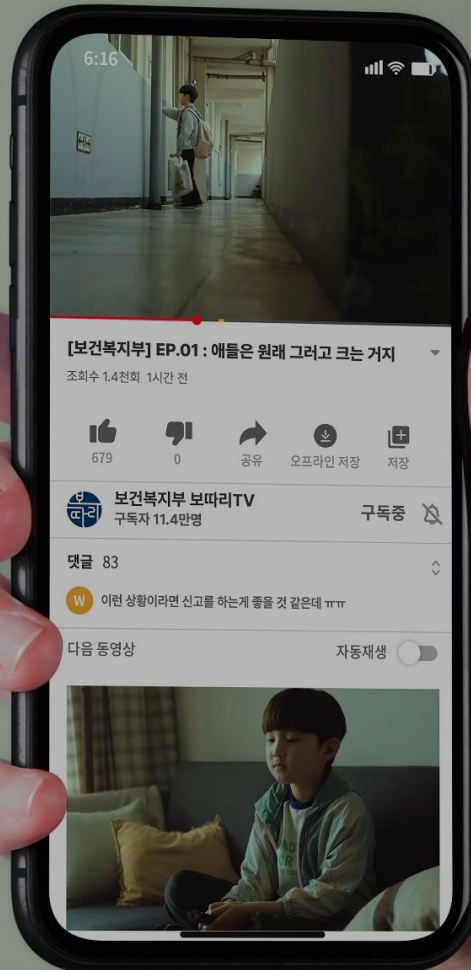 6:16
[보건복지부] EP.01 : 애들은 원래 그러고 크는 거지
조회수 1.4천회 1시간 전
679
0
공유
오프라인 저장
저장
보따리
보건복지부 보따리TV
구독자 11.4만명
구독중
댓글 83
W
이런 상황이라면 신고를 하는게 좋을 것 같은데 ㅠㅠ
다음 동영상
자동재생